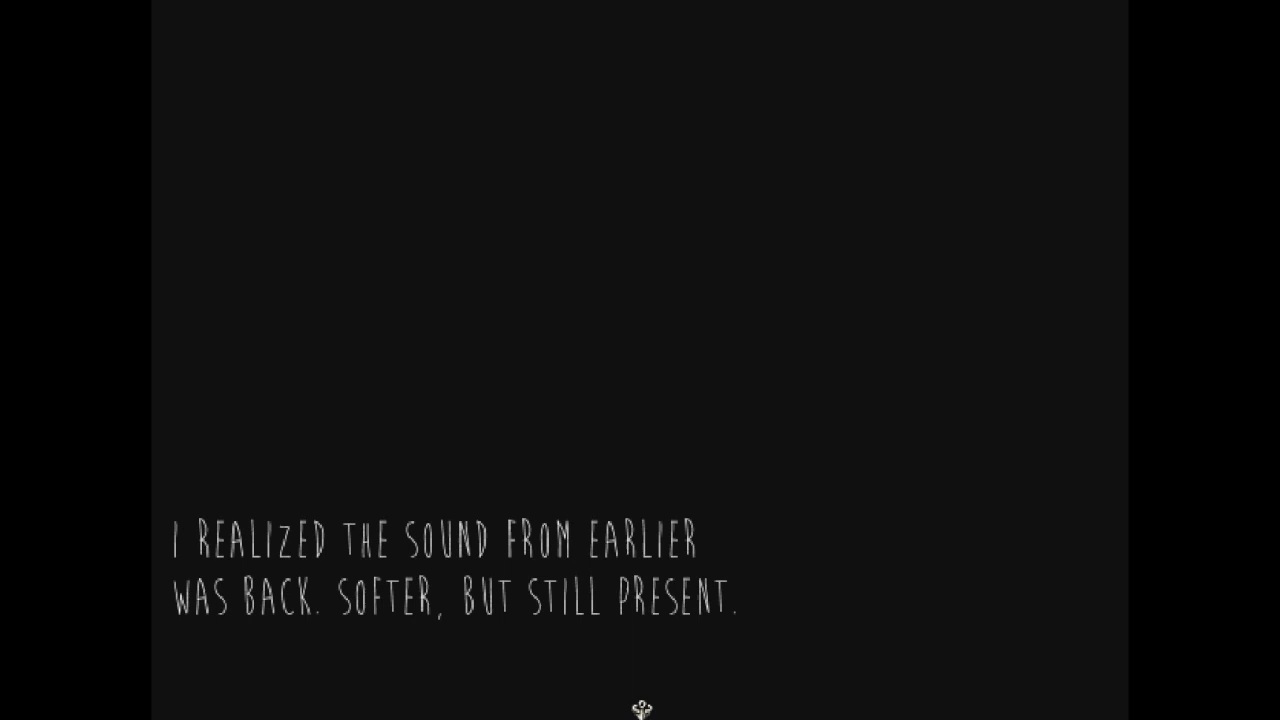 I REALIZED THE SOUND FROM EARLIER
WAS BACK. SOFTER, BUT STILL PRESENT.